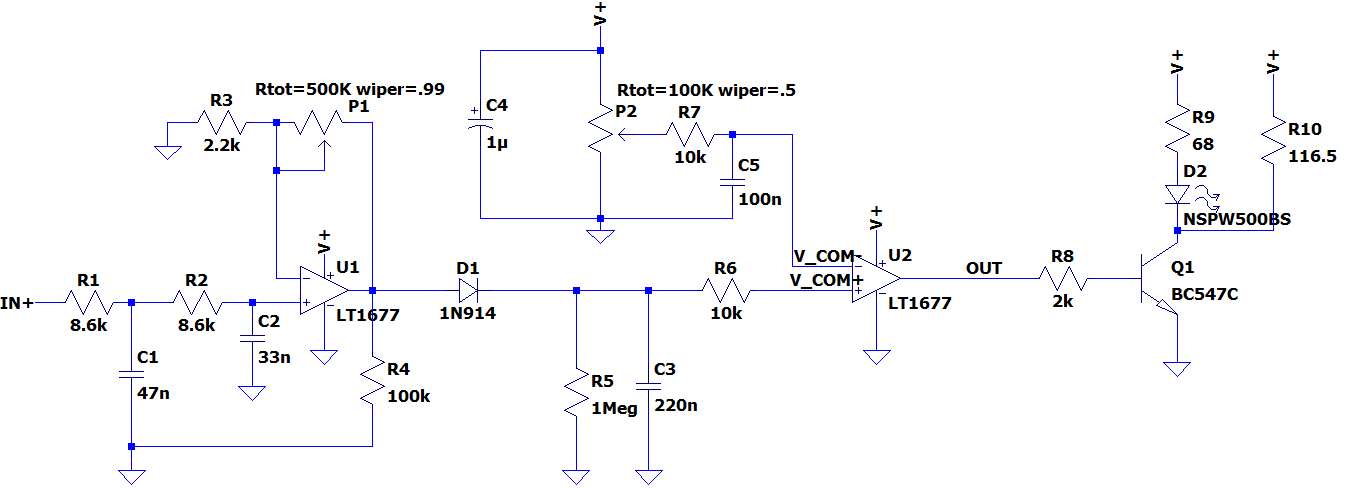 V+
Rtot=500K wiper=.99
P1
R3
2.2k
C4
1µ
P2
Rtot=100K wiper=.5
R7
10k
C5
100n
V+
R9
68
D2
NSPW500BS
V+
R10
116.5
IN+
R1
8.6k
R2
8.6k
C1
47n
C2
33n
V+
U1
LT1677
R4
100k
D1
1N914
R5
1Meg
C3
220n
R6
10k
V_COM-
V_COM+
V+
U2
LT1677
OUT
R8
2k
Q1
BC547C